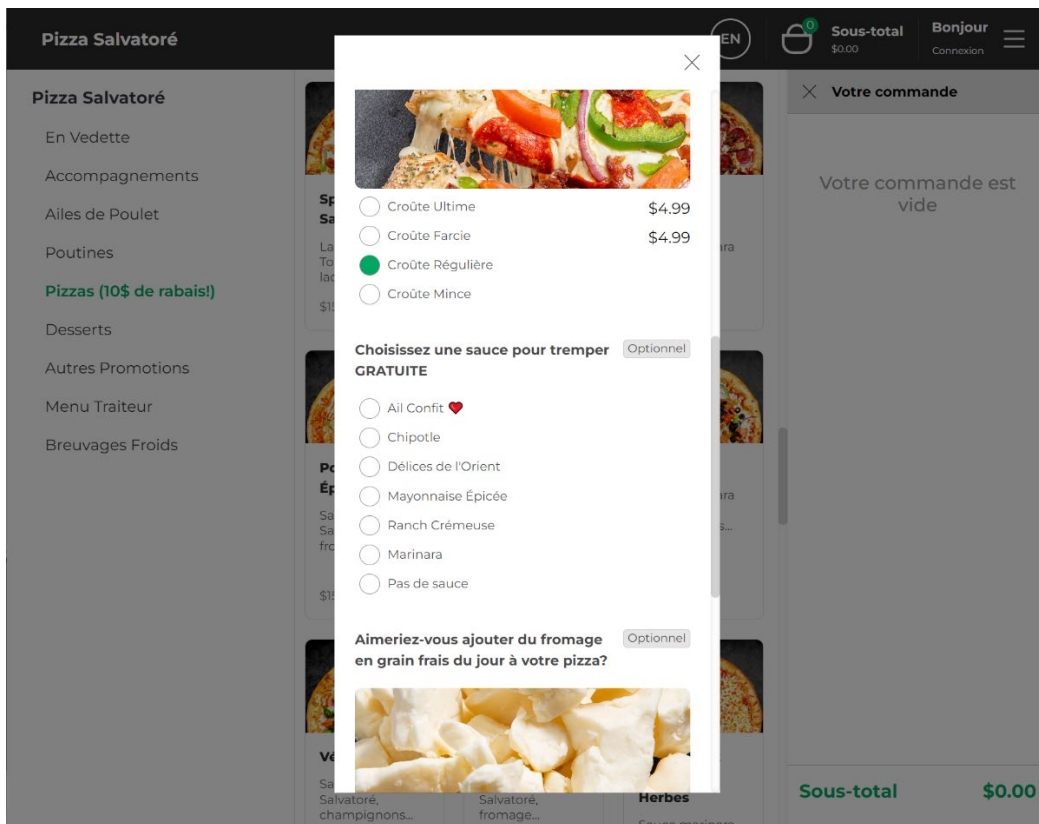 Pizza Salvatoré
EN
0
Sous-total
$0.00
Bonjour
Connexion
Pizza Salvatoré
En Vedette
Accompagnements
Ailes de Poulet
Poutines
Pizzas (10$ de rabais!)
Desserts
Autres Promotions
Menu Traiteur
Breuvages Froids
Croûte Ultime $4.99
Croûte Farcie $4.99
Croûte Régulière
Croûte Mince
Choisissez une sauce pour tremper Optionnel
GRATUITE
Ail Confit ❤
Chipotle
Délices de l'Orient
Mayonnaise Épicée
Ranch Crémeuse
Marinara
Pas de sauce
Aimeriez-vous ajouter du fromage Optionnel
en grain frais du jour à votre pizza?
Salvatoré,
champignons...
Salvatoré,
fromage...
Herbes
Votre commande
Votre commande est
vide
Sous-total $0.00